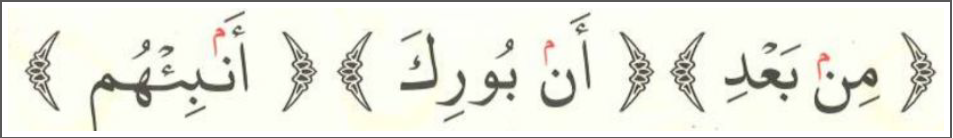 ﴿ مِنۢ بَعْدِ ﴾ ﴿ أَنۢ بُورِكَ ﴾ ﴿ أَنۢبِئْهُم ﴾